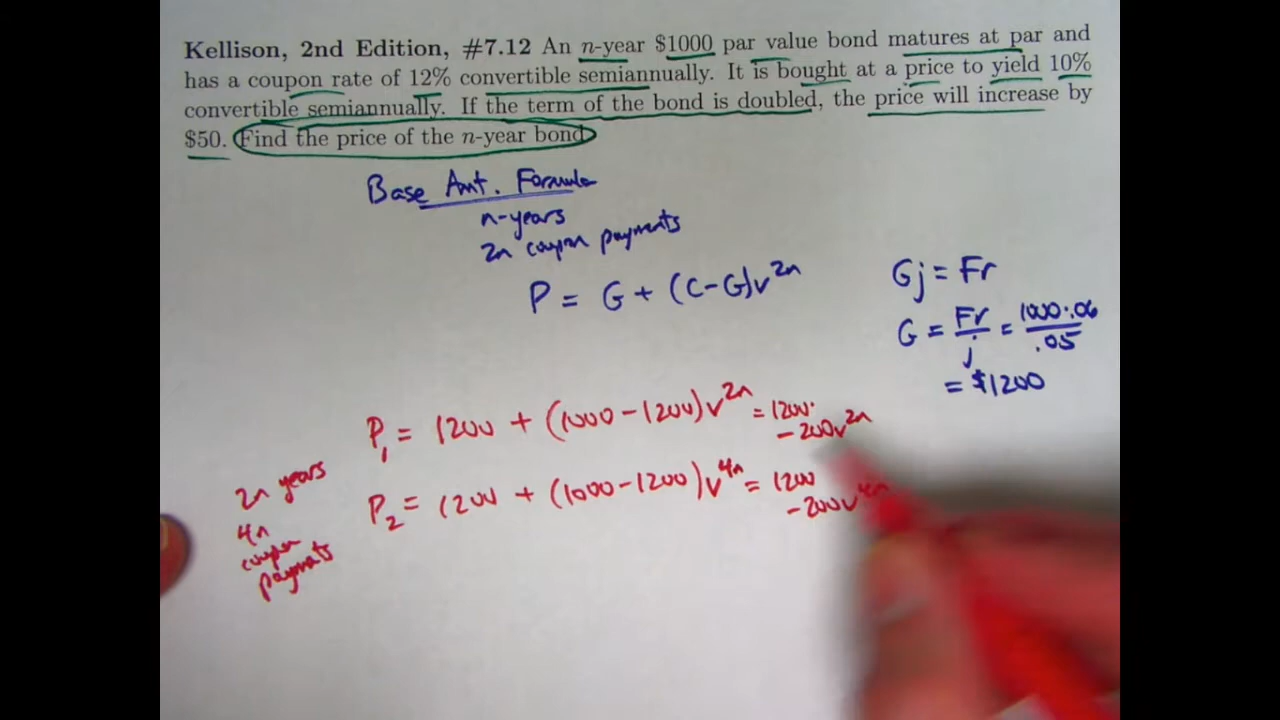 Kellison, 2nd Edition, #7.12 An n-year $1000 par value bond matures at par and
has a coupon rate of 12% convertible semiannually. It is bought at a price to yield 10%
convertible semiannually. If the term of the bond is doubled, the price will increase by
$50. Find the price of the n-year bond.
Base Amt. Formula
n-years
2n coupon payments
P = G + (C-G)v^2n
Gj = Fr
G = Fr/j = 1000·.06/.05
= $1200
P₁ = 1200 + (1000-1200)v^2n = 1200
-200v^2n
2n years
4n
coupon
payments
P₂ = 1200 + (1000-1200)v^4n = 1200
-200v^4n